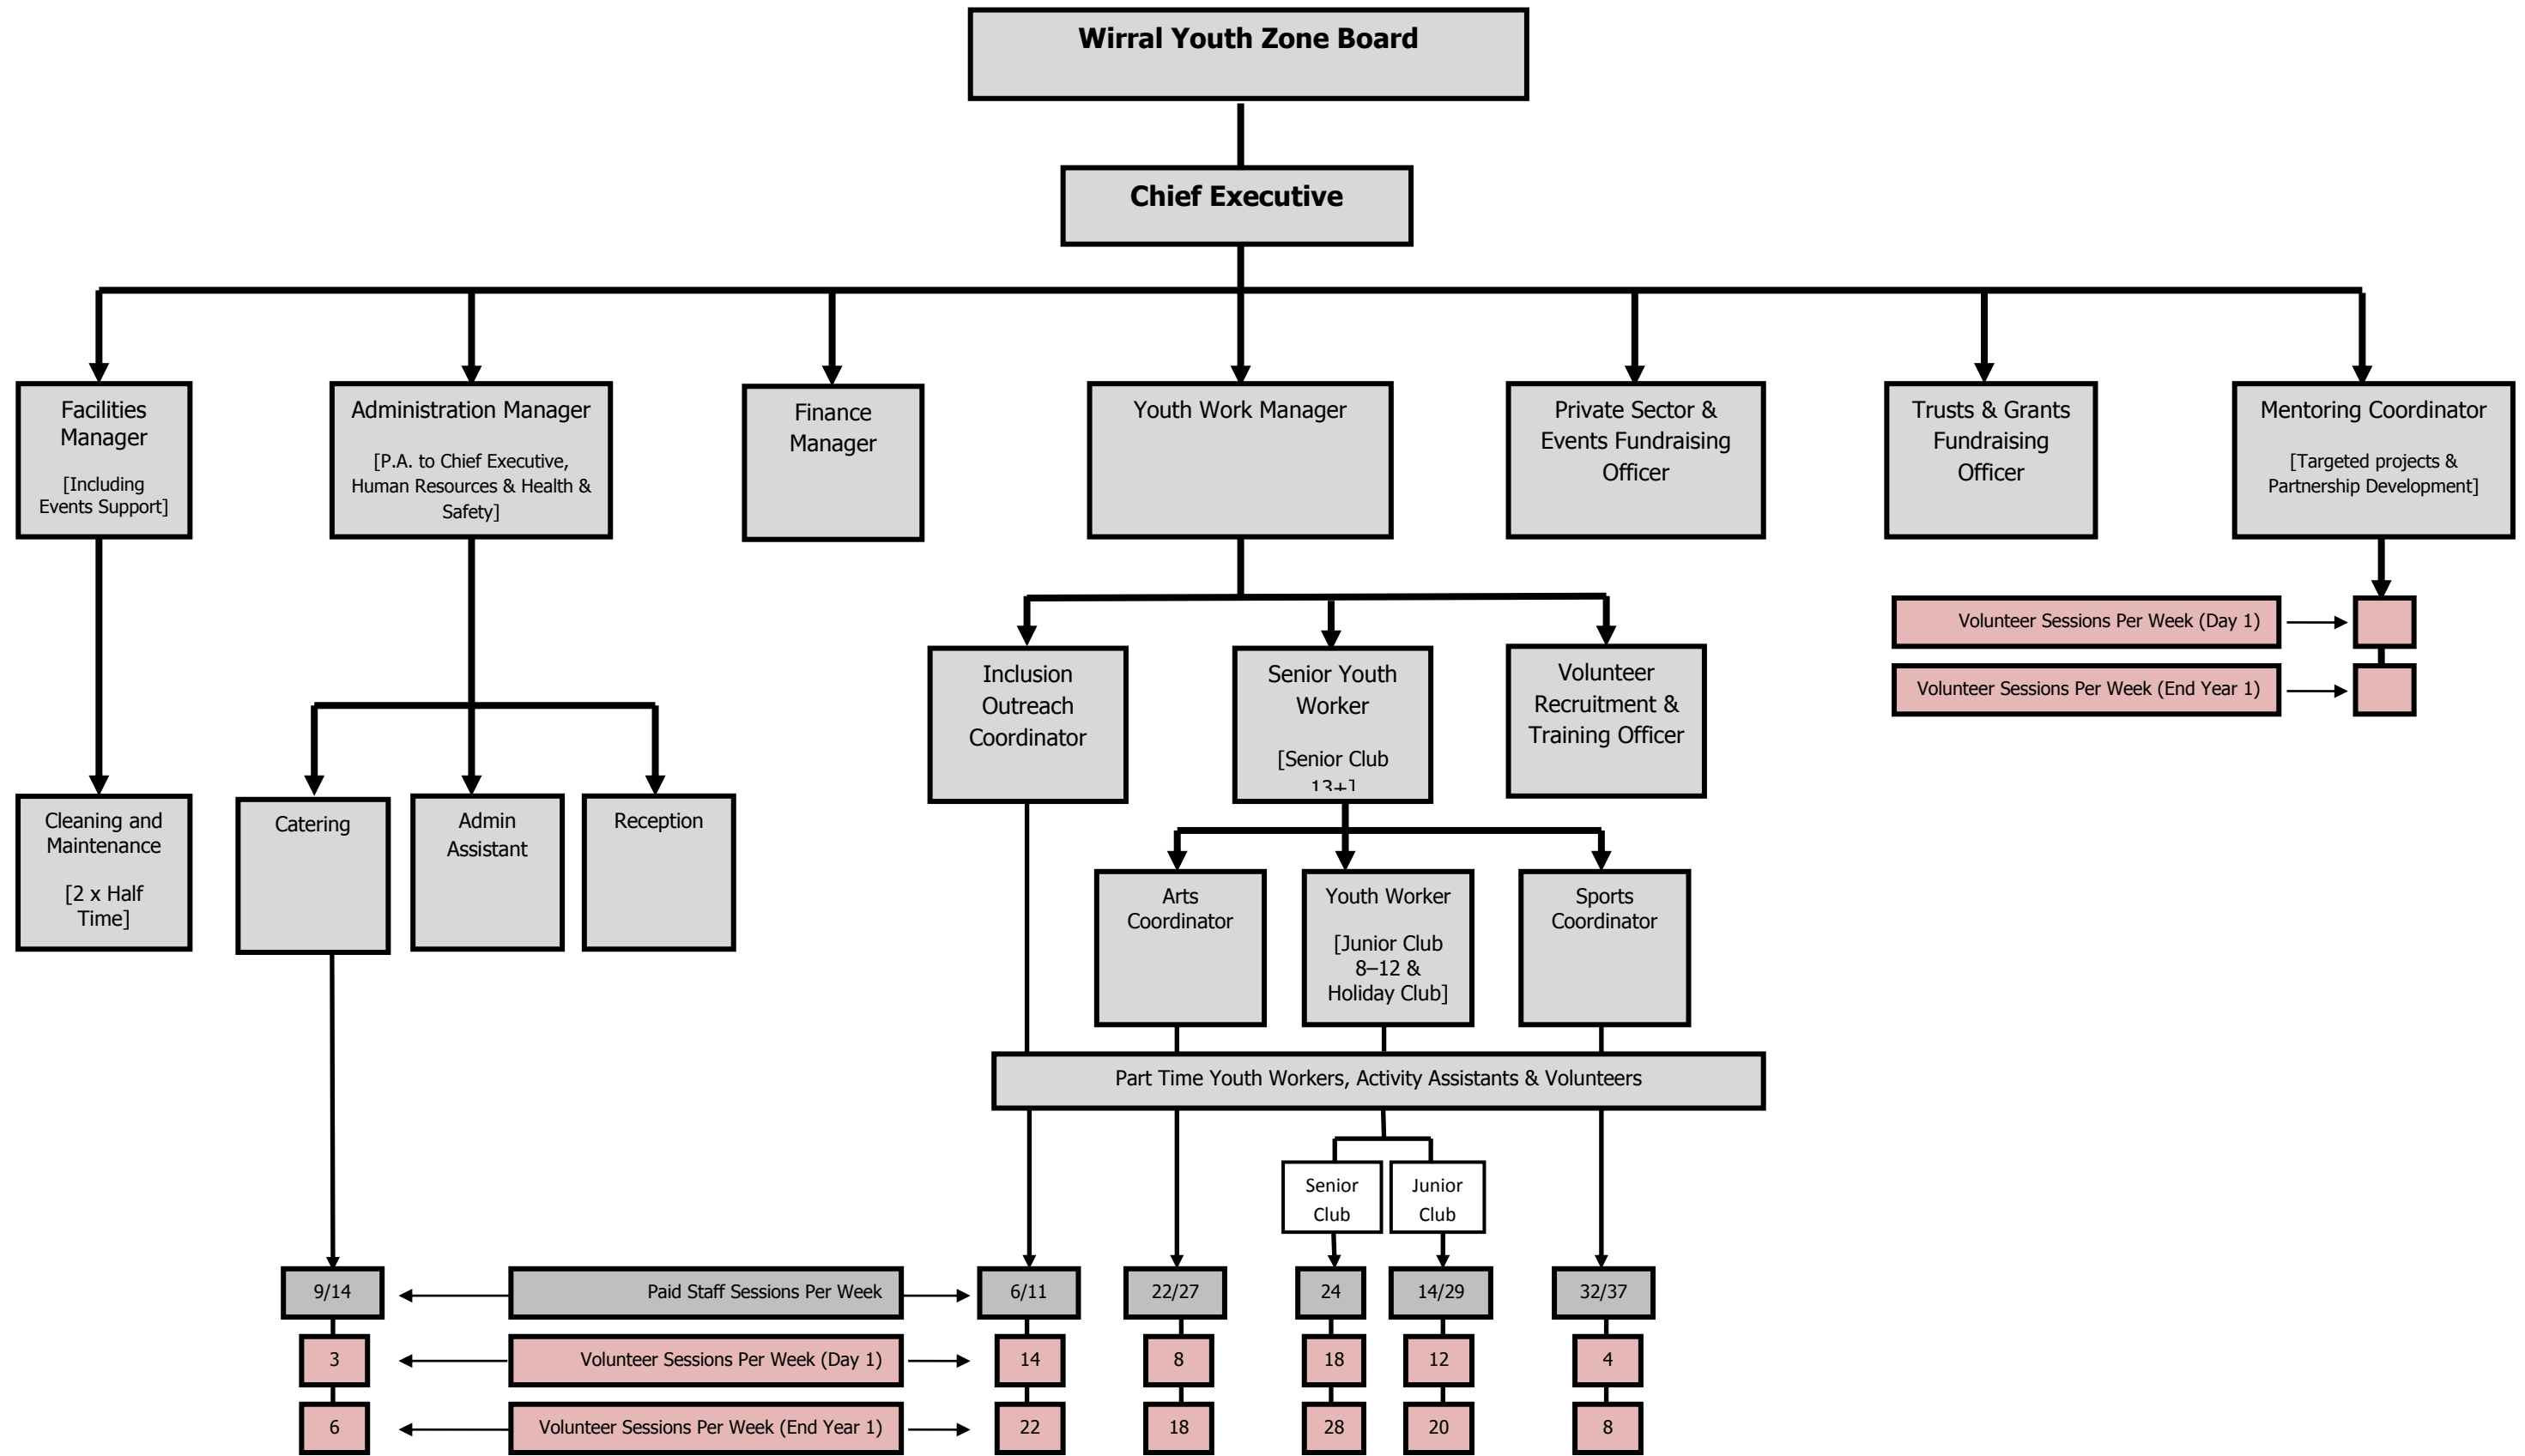 Wirral Youth Zone Board
Chief Executive
Facilities
Manager
[Including
Events Support]
Administration Manager
[P.A. to Chief Executive,
Human Resources & Health &
Safety]
Finance
Manager
Youth Work Manager
Private Sector &
Events Fundraising
Officer
Trusts & Grants
Fundraising
Officer
Mentoring Coordinator
[Targeted projects &
Partnership Development]
Volunteer Sessions Per Week (Day 1)
Volunteer Sessions Per Week (End Year 1)
Inclusion
Outreach
Coordinator
Senior Youth
Worker
[Senior Club
13+]
Volunteer
Recruitment &
Training Officer
Cleaning and
Maintenance
[2 x Half
Time]
Catering
Admin
Assistant
Reception
Arts
Coordinator
Youth Worker
[Junior Club
8–12 &
Holiday Club]
Sports
Coordinator
Part Time Youth Workers, Activity Assistants & Volunteers
Senior
Club
Junior
Club
9/14
Paid Staff Sessions Per Week
6/11
22/27
24
14/29
32/37
3
Volunteer Sessions Per Week (Day 1)
14
8
18
12
4
6
Volunteer Sessions Per Week (End Year 1)
22
18
28
20
8